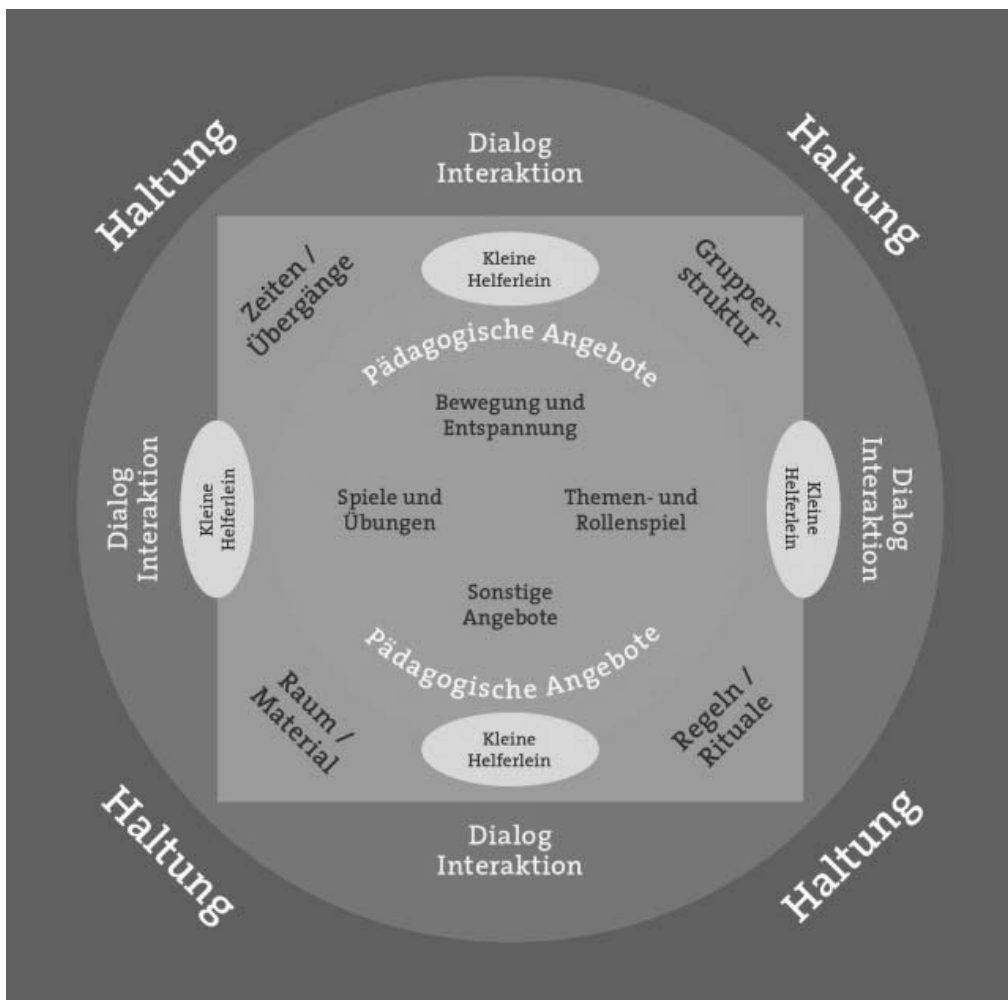 Haltung
Haltung
Dialog
Interaktion
Zeiten /
Übergänge
Kleine
Helferlein
Gruppen-
struktur
Pädagogische Angebote
Bewegung und
Entspannung
Dialog
Interaktion
Kleine
Helferlein
Spiele und
Übungen
Themen- und
Rollenspiel
Kleine
Helferlein
Dialog
Interaktion
Sonstige
Angebote
Pädagogische Angebote
Raum /
Material
Kleine
Helferlein
Regeln /
Rituale
Dialog
Interaktion
Haltung
Haltung